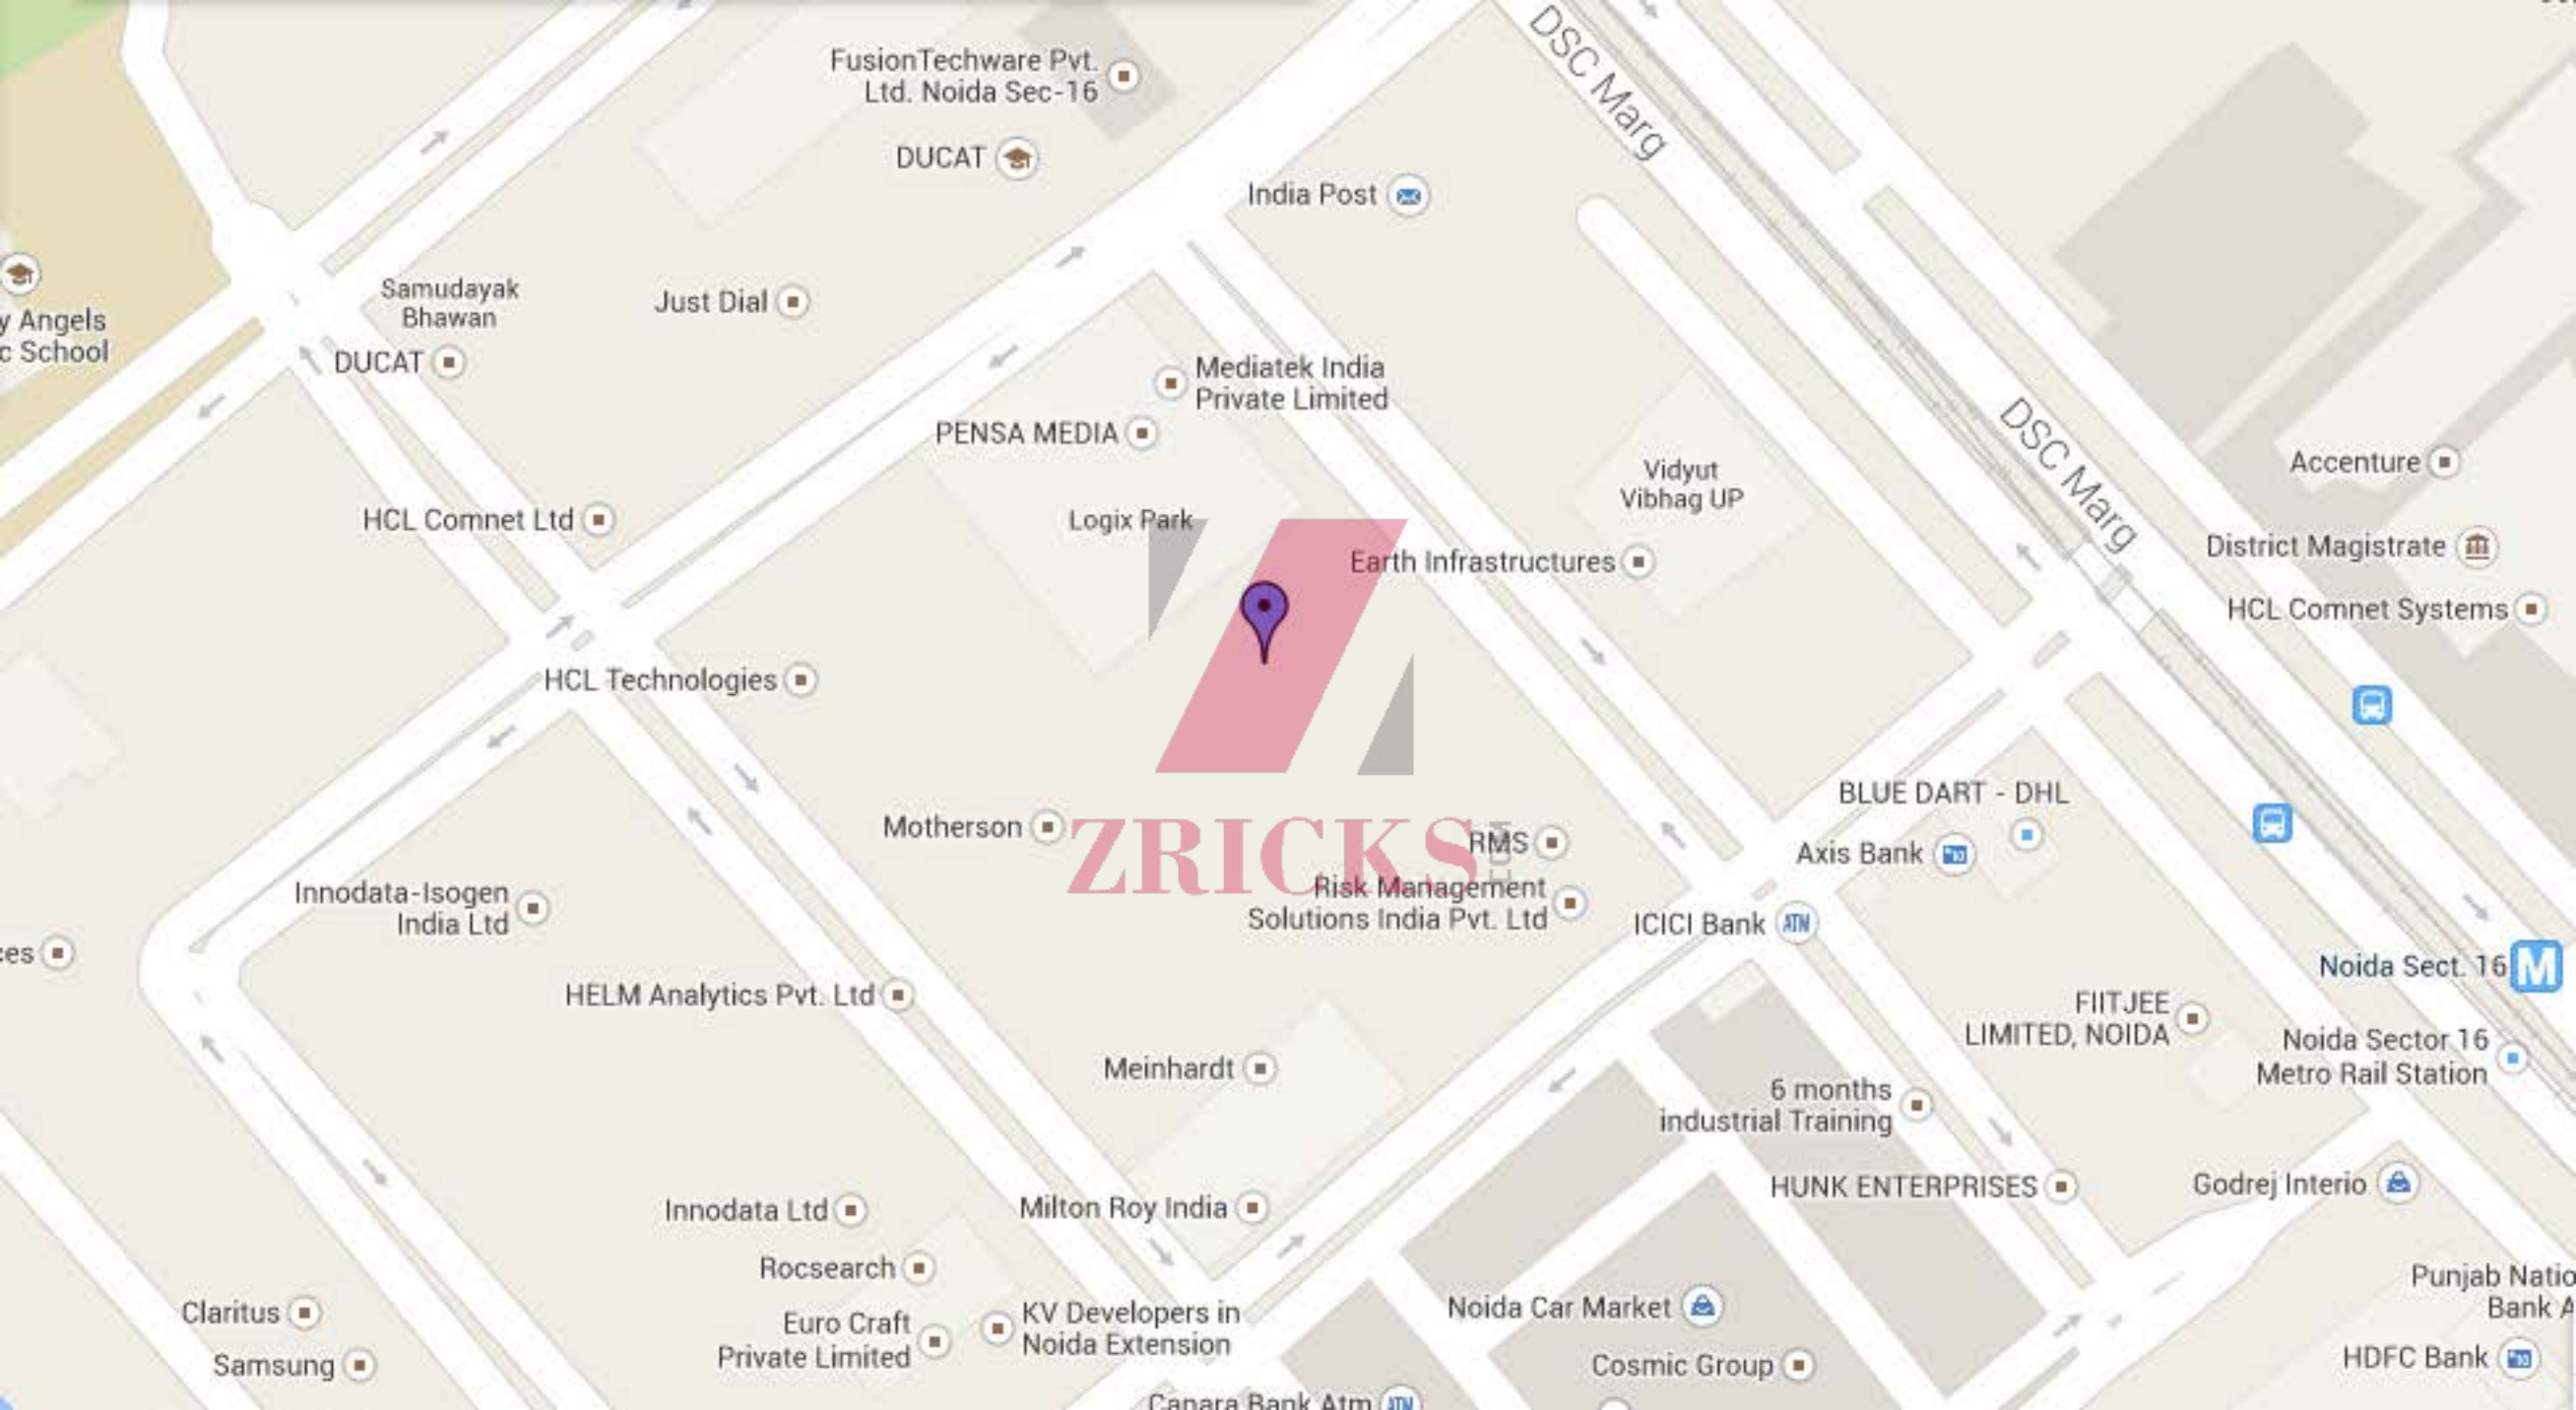 FusionTechware Pvt.
Ltd. Noida Sec-16
DUCAT
DSC Marg
India Post
Samudayak
Bhawan
Just Dial
y Angels
c School
DUCAT
Mediatek India
Private Limited
PENSA MEDIA
Vidyut
Vibhag UP
DSC Marg
Accenture
HCL Comnet Ltd
Logix Park
Earth Infrastructures
District Magistrate
HCL Comnet Systems
HCL Technologies
BLUE DART - DHL
Motherson
ZRICKS
RMS
Axis Bank
Risk Management
Solutions India Pvt. Ltd
Innodata-Isogen
India Ltd
ICICI Bank
ATM
ces
Noida Sect. 16
M
HELM Analytics Pvt. Ltd
FIITJEE
LIMITED, NOIDA
Noida Sector 16
Metro Rail Station
Meinhardt
6 months
industrial Training
HUNK ENTERPRISES
Godrej Interio
Innodata Ltd
Milton Roy India
Rocsearch
Punjab Natio
Bank A
Claritus
Euro Craft
Private Limited
KV Developers in
Noida Extension
Noida Car Market
Samsung
Cosmic Group
HDFC Bank
Canara Bank Atm
ATM